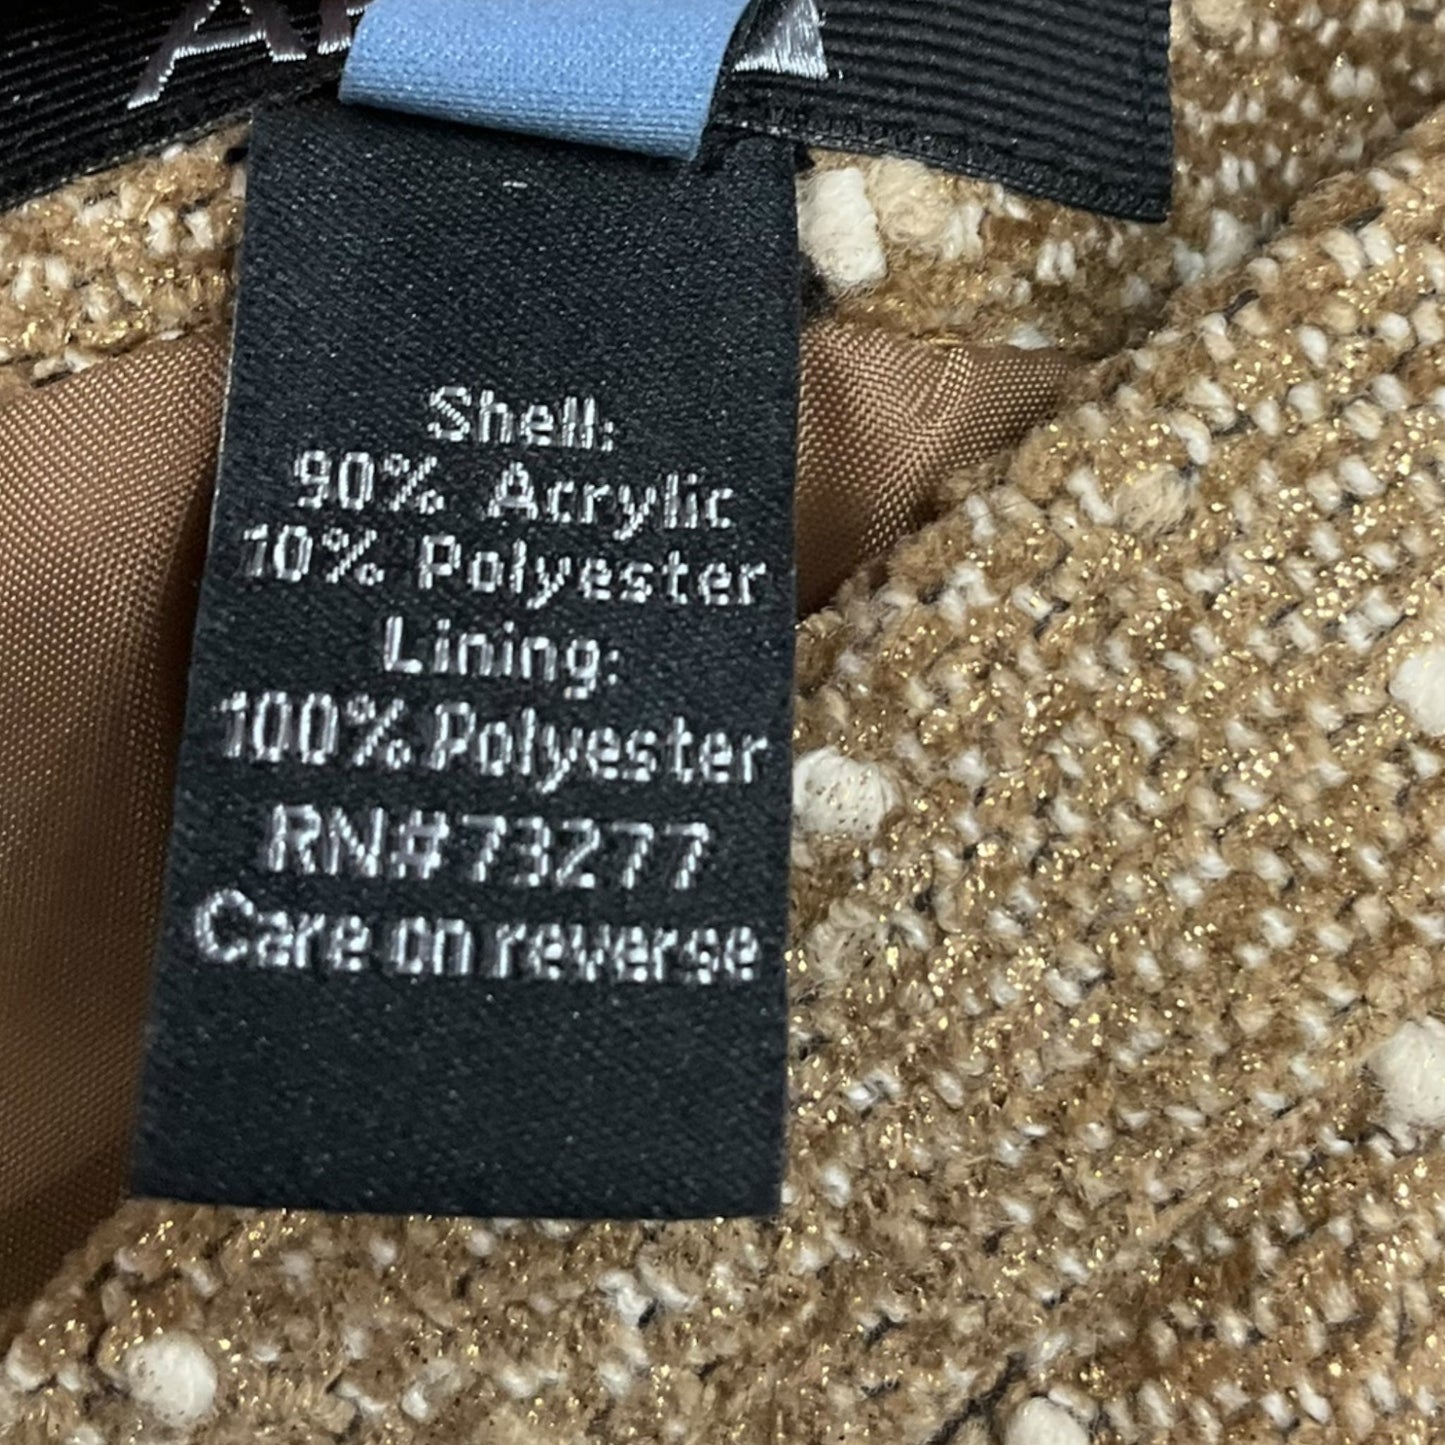 Shell:
90% Acrylic
10% Polyester
Lining:
100% Polyester
RN#73277
Care on reverse